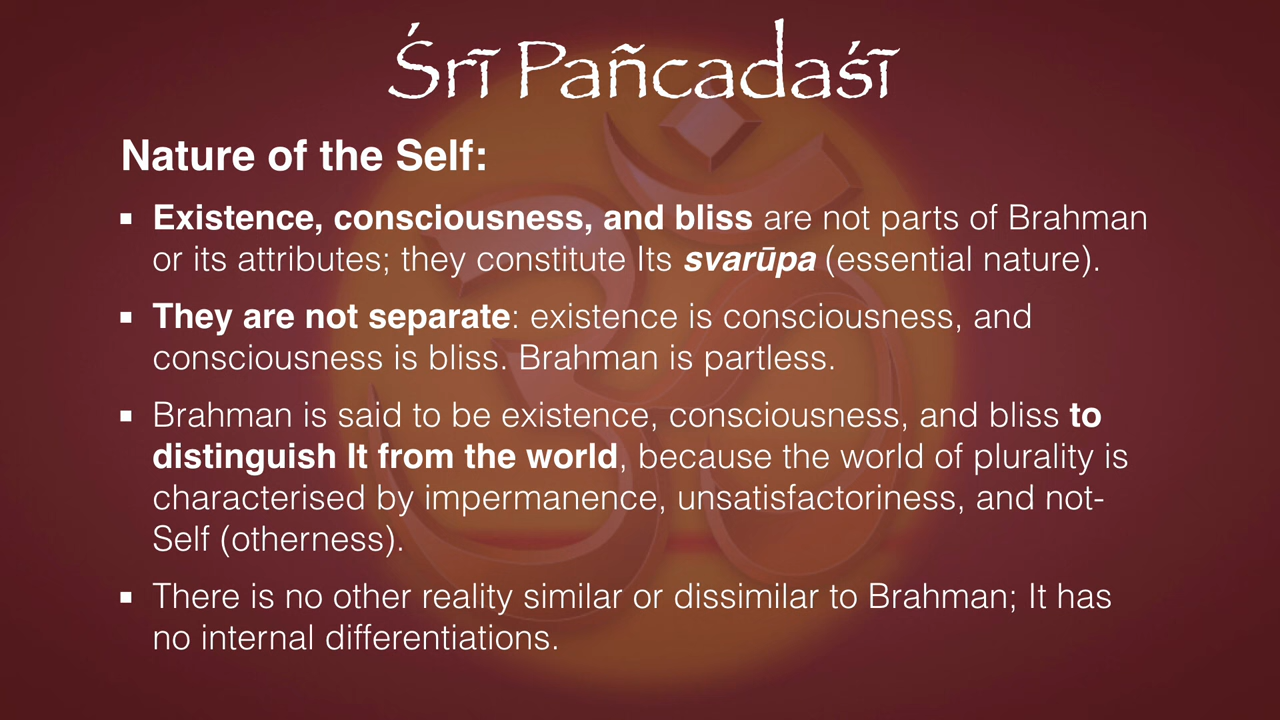 Śrī Pañcadaśī
Nature of the Self:
▪ Existence, consciousness, and bliss are not parts of Brahman
or its attributes; they constitute Its svarūpa (essential nature).
▪ They are not separate: existence is consciousness, and
consciousness is bliss. Brahman is partless.
▪ Brahman is said to be existence, consciousness, and bliss to
distinguish It from the world, because the world of plurality is
characterised by impermanence, unsatisfactoriness, and not-
Self (otherness).
▪ There is no other reality similar or dissimilar to Brahman; It has
no internal differentiations.